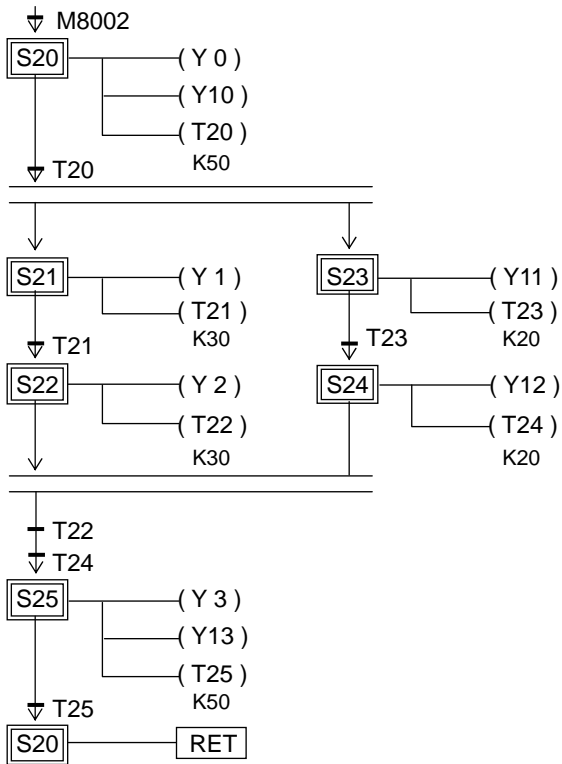 M8002
S20 ( Y 0 )
( Y10 )
( T20 )
K50
T20
S21 ( Y 1 ) S23 ( Y11 )
( T21 ) ( T23 )
K30 K20
T21 T23
S22 ( Y 2 ) S24 ( Y12 )
( T22 ) ( T24 )
K30 K20
T22
T24
S25 ( Y 3 )
( Y13 )
( T25 )
K50
T25
S20 RET